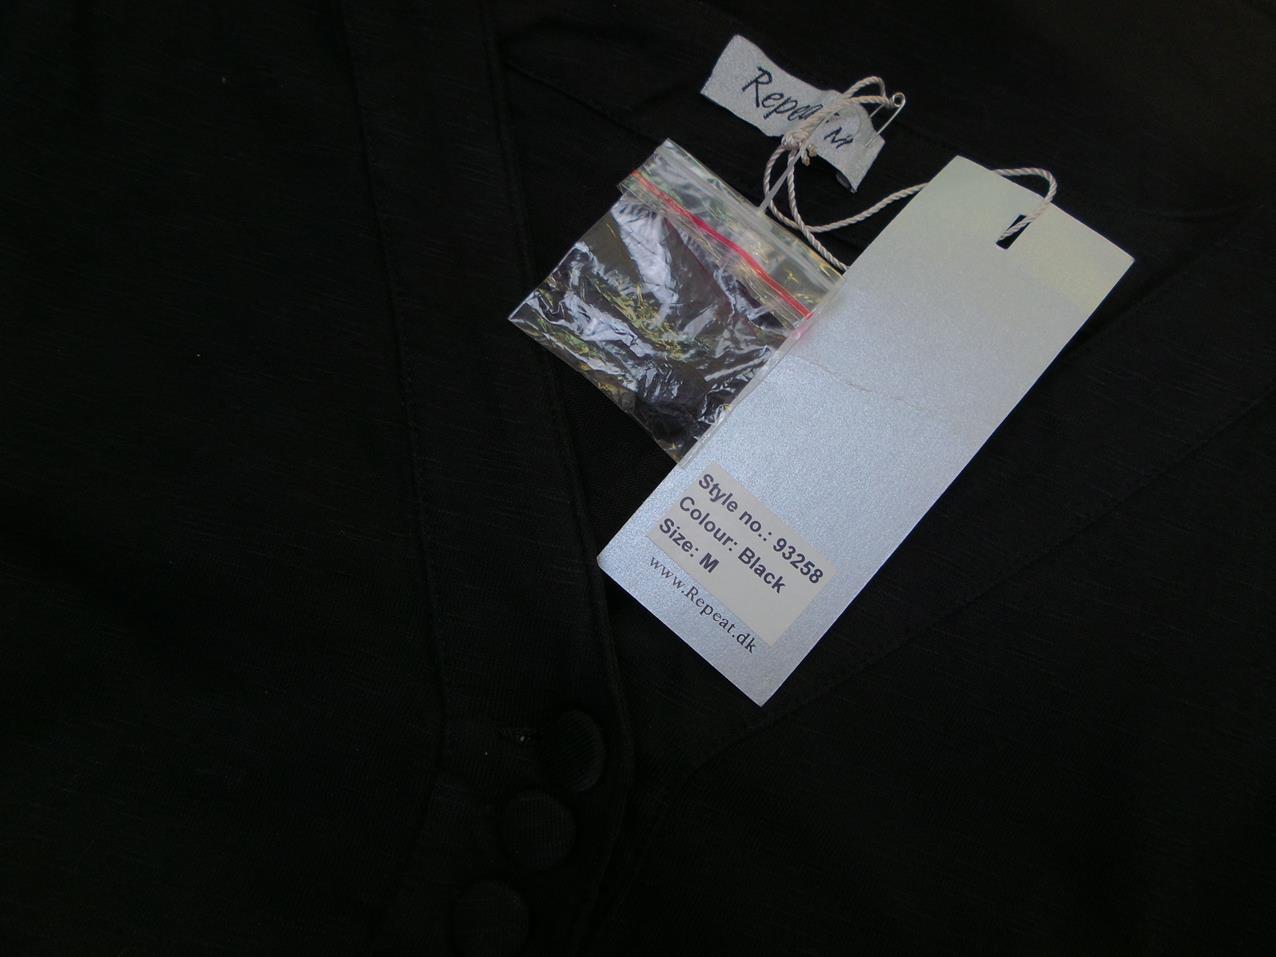 Repeat
M
Style no.: 93258
Colour: Black
Size: M
www.Repeat.dk